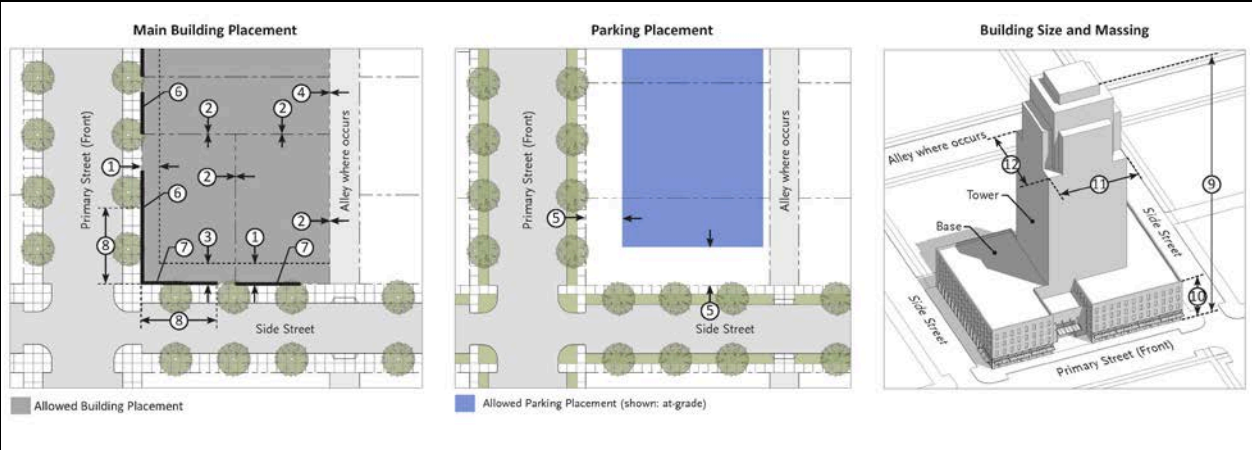 Main Building Placement
Primary Street (Front)
6
2
2
4
1
2
6
2
8
7
3
1
7
8
Alley where occurs
Side Street
Allowed Building Placement
Parking Placement
Primary Street (Front)
5
5
Alley where occurs
Side Street
Allowed Parking Placement (shown: at-grade)
Building Size and Massing
Alley where occurs
12
11
9
Tower
Base
Side Street
10
Side Street
Primary Street (Front)